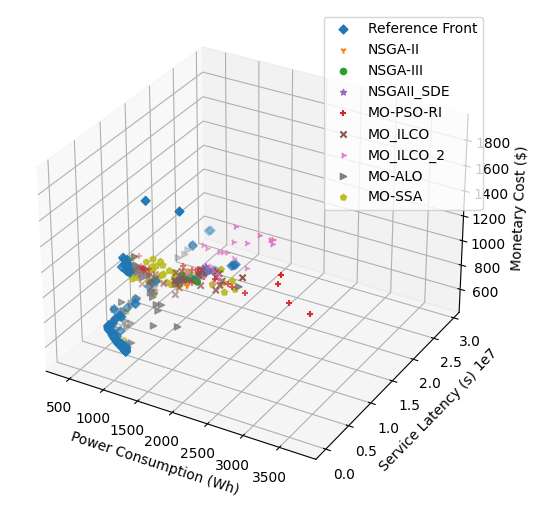 Reference Front
NSGA-II
NSGA-III
NSGAII_SDE
MO-PSO-RI
MO_ILCO
MO_ILCO_2
MO-ALO
MO-SSA
1800
1600
1400
1200
1000
800
600
Monetary Cost ($)
3.0
2.5
2.0
1.5
1.0
0.5
0.0
Service Latency (s) 1e7
500
1000
1500
2000
2500
3000
3500
Power Consumption (Wh)